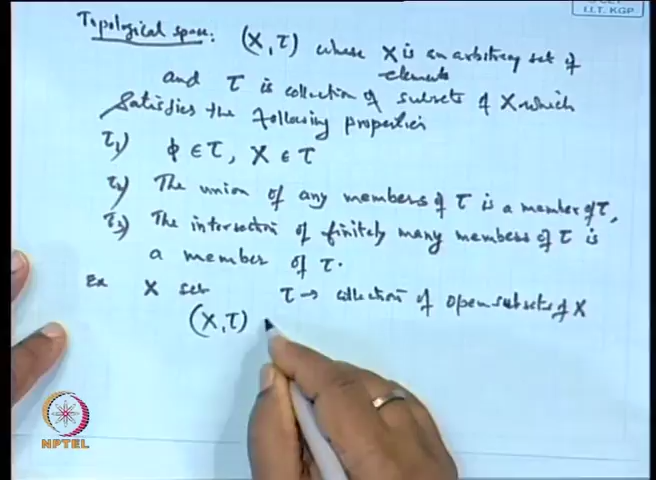 I.I.T. KGP
Topological space: (X, τ) where X is an arbitrary set of
elements
and τ is collection of subsets of X which
satisfies the following properties
τ₁) φ ∈ τ, X ∈ τ
τ₂) The union of any members of τ is a member of τ,
τ₃) The intersection of finitely many members of τ is
a member of τ.
Ex X set τ → collection of open subsets of X
(X, τ)
NPTEL